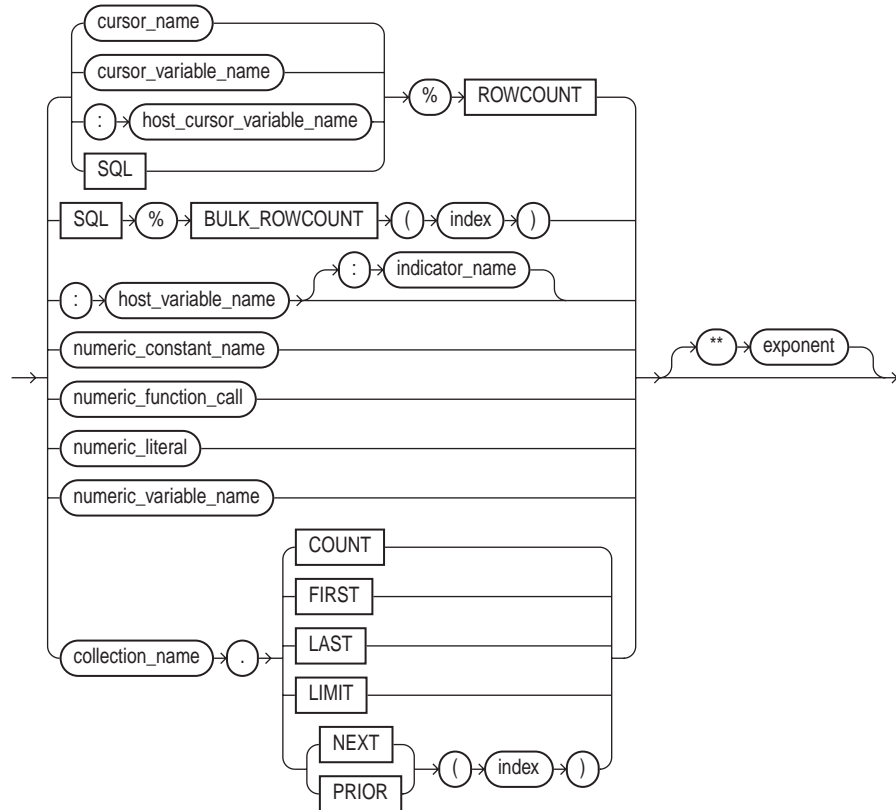 cursor_name
cursor_variable_name
: host_cursor_variable_name % ROWCOUNT
SQL
SQL % BULK_ROWCOUNT ( index )
: host_variable_name : indicator_name
numeric_constant_name ** exponent
numeric_function_call
numeric_literal
numeric_variable_name
COUNT
FIRST
collection_name . LAST
LIMIT
NEXT ( index )
PRIOR